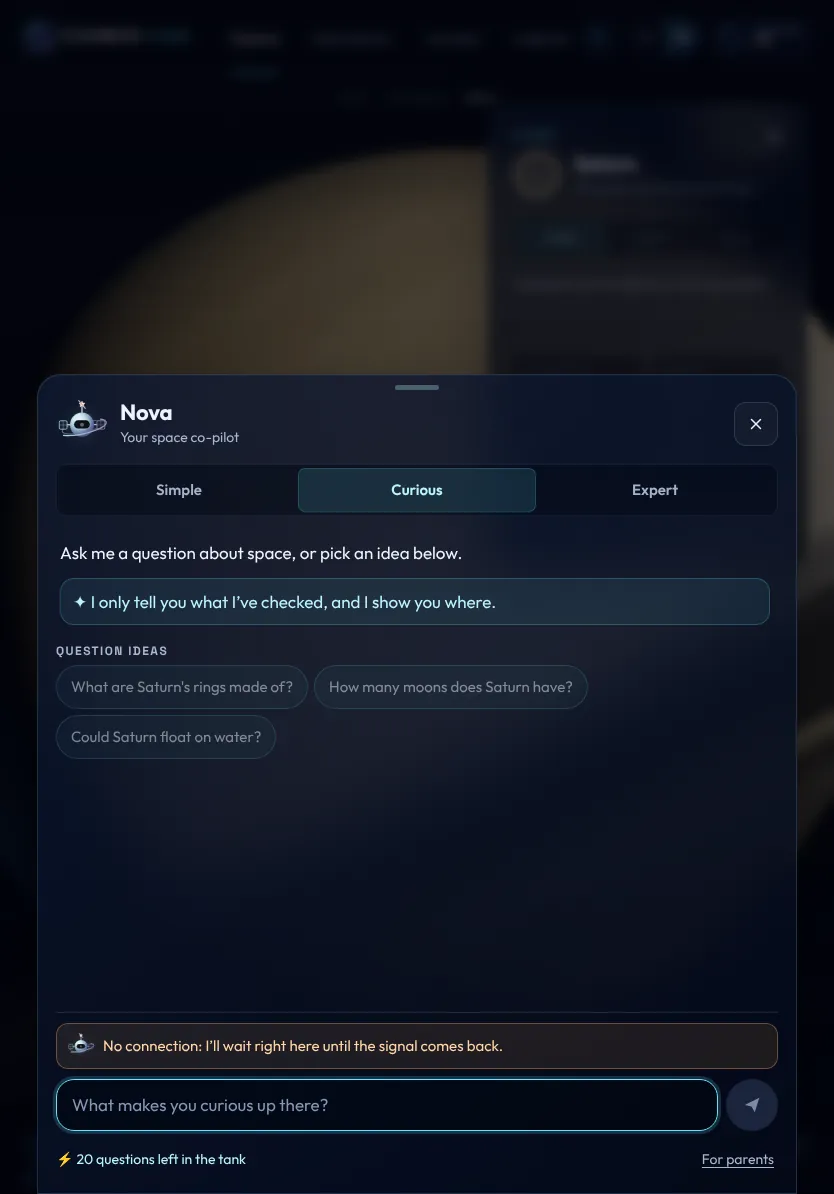 Nova
Your space co-pilot
Simple
Curious
Expert
Ask me a question about space, or pick an idea below.
✦ I only tell you what I’ve checked, and I show you where.
QUESTION IDEAS
What are Saturn's rings made of?
How many moons does Saturn have?
Could Saturn float on water?
No connection: I’ll wait right here until the signal comes back.
What makes you curious up there?
⚡ 20 questions left in the tank
For parents